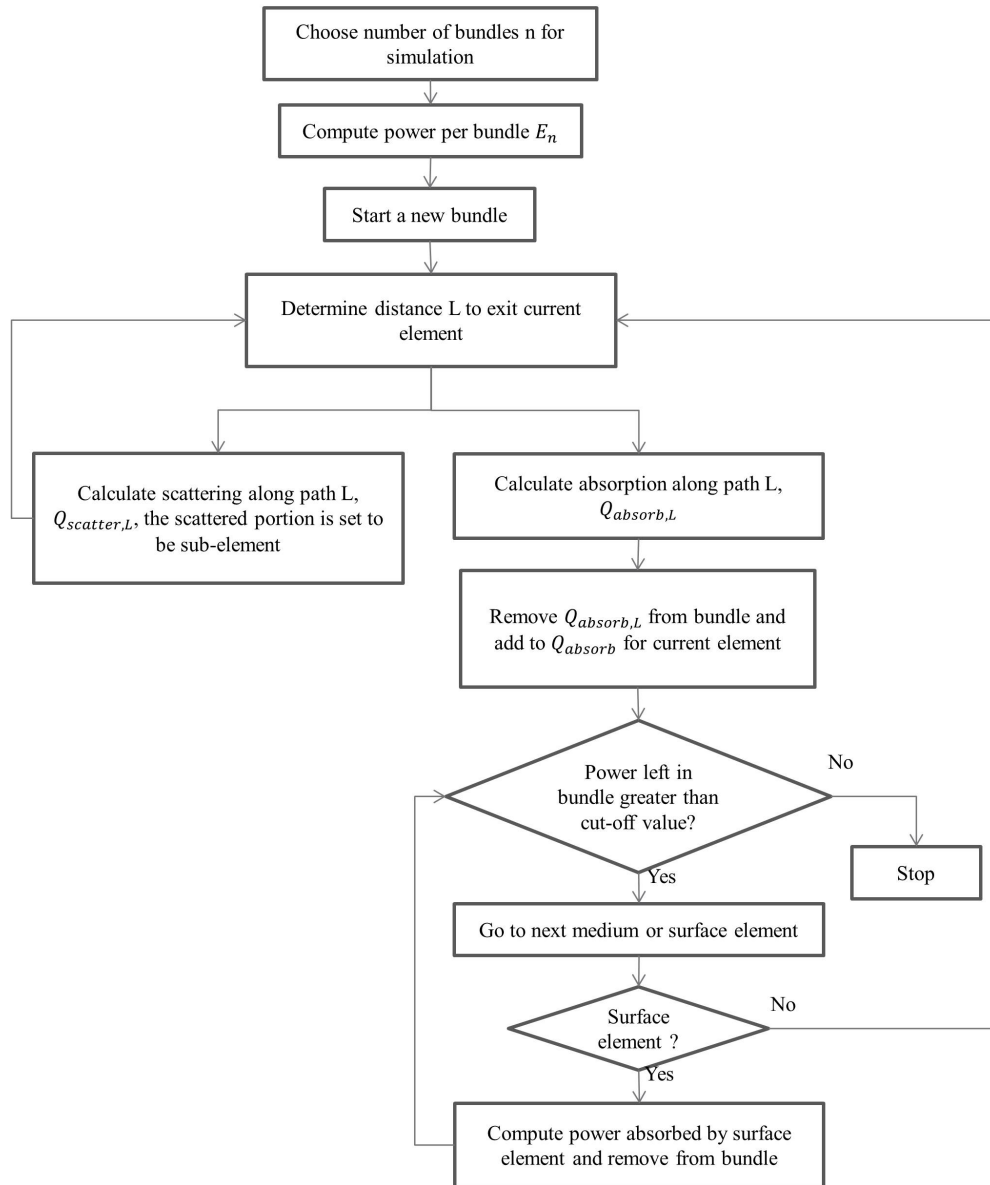 Choose number of bundles n for
simulation
Compute power per bundle Eₙ
Start a new bundle
Determine distance L to exit current
element
Calculate scattering along path L,
Q_scatter,L, the scattered portion is set to
be sub-element
Calculate absorption along path L,
Q_absorb,L
Remove Q_absorb,L from bundle and
add to Q_absorb for current element
Power left in
bundle greater than
cut-off value?
No
Stop
Yes
Go to next medium or surface element
Surface
element ?
No
Yes
Compute power absorbed by surface
element and remove from bundle